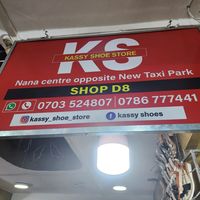 KS
KASSY SHOE STORE
Nana centre opposite New Taxi Park
SHOP D8
0703 524807 0786 777441
kassy_shoe_store kassy shoes